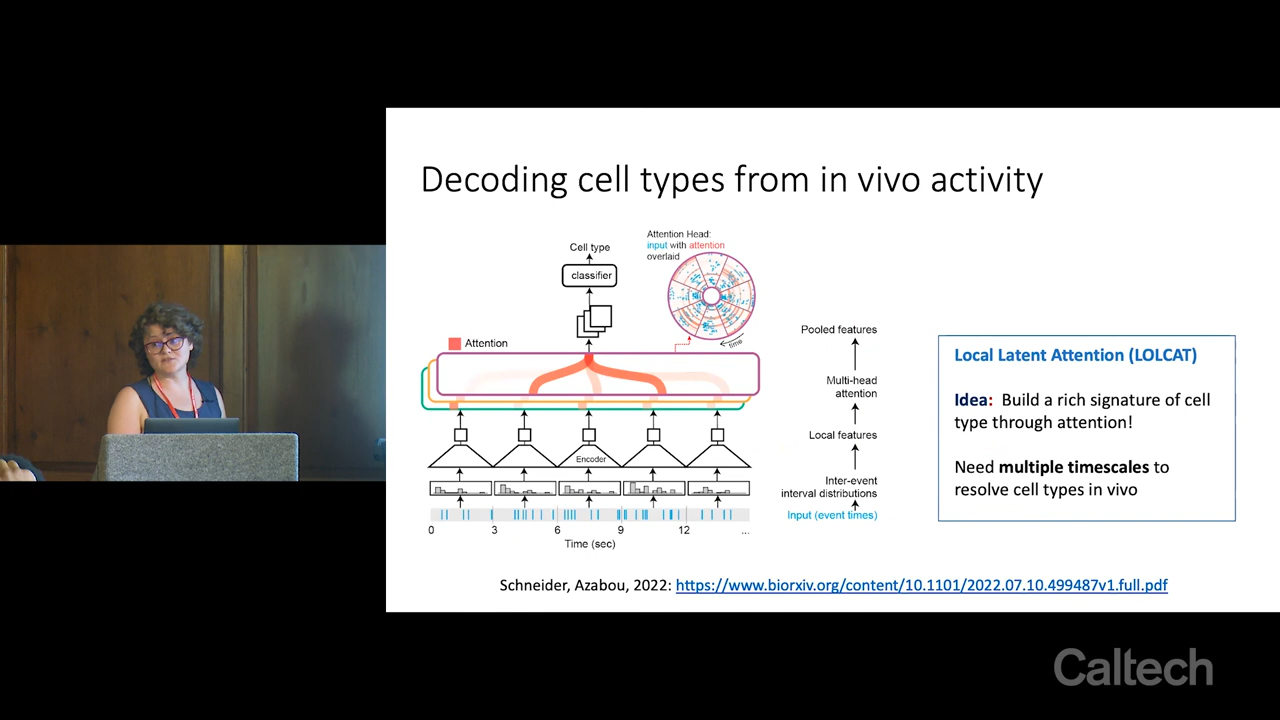 Decoding cell types from in vivo activity
Cell type
classifier
Attention Head:
input with attention
overlaid
time
Attention
Encoder
0 3 6 9 12 ...
Time (sec)
Pooled features
Multi-head
attention
Local features
Inter-event
interval distributions
Input (event times)
Local Latent Attention (LOLCAT)
Idea: Build a rich signature of cell
type through attention!
Need multiple timescales to
resolve cell types in vivo
Schneider, Azabou, 2022: https://www.biorxiv.org/content/10.1101/2022.07.10.499487v1.full.pdf
Caltech